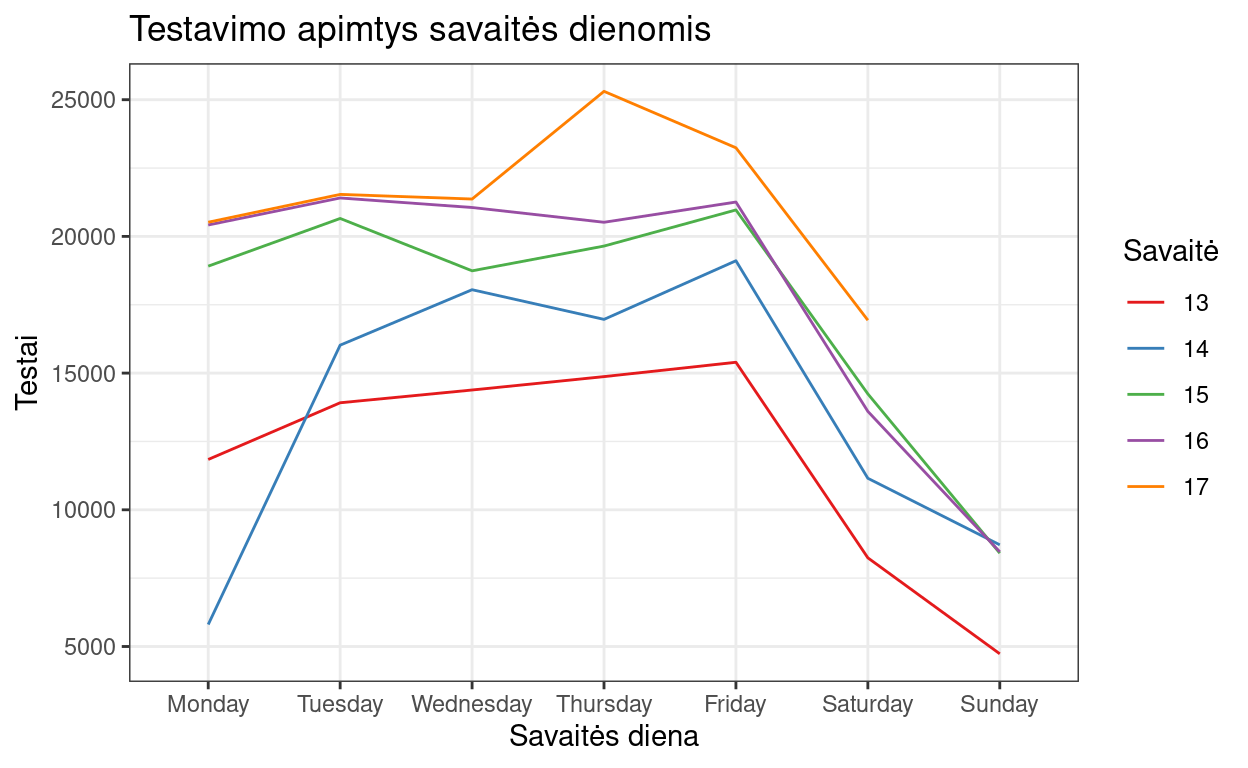 Testavimo apimtys savaitės dienomis
25000
20000
15000
10000
5000
Testai
Monday Tuesday Wednesday Thursday Friday Saturday Sunday
Savaitės diena
Savaitė
13
14
15
16
17